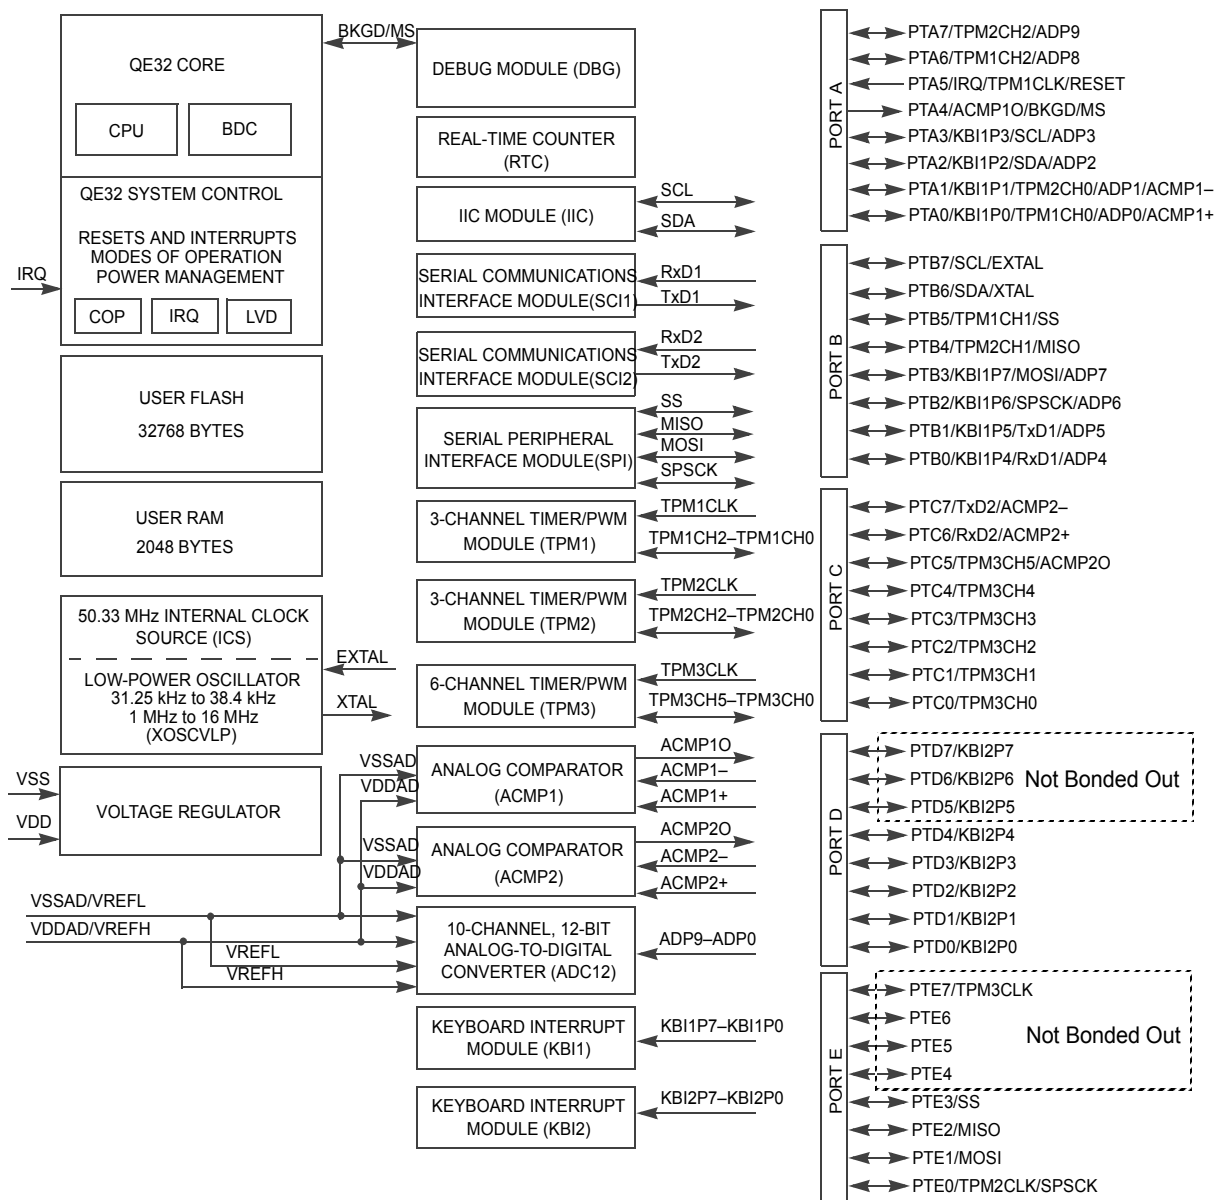 QE32 CORE
CPU
BDC
QE32 SYSTEM CONTROL
RESETS AND INTERRUPTS
MODES OF OPERATION
POWER MANAGEMENT
IRQ
COP
IRQ
LVD
USER FLASH
32768 BYTES
USER RAM
2048 BYTES
50.33 MHz INTERNAL CLOCK
SOURCE (ICS)
LOW-POWER OSCILLATOR
31.25 kHz to 38.4 kHz
1 MHz to 16 MHz
(XOSCVLP)
EXTAL
XTAL
VSS
VDD
VOLTAGE REGULATOR
VSSAD/VREFL
VDDAD/VREFH
VREFL
VREFH
BKGD/MS
DEBUG MODULE (DBG)
REAL-TIME COUNTER
(RTC)
IIC MODULE (IIC)
SCL
SDA
SERIAL COMMUNICATIONS
INTERFACE MODULE(SCI1)
RxD1
TxD1
SERIAL COMMUNICATIONS
INTERFACE MODULE(SCI2)
RxD2
TxD2
SERIAL PERIPHERAL
INTERFACE MODULE(SPI)
SS
MISO
MOSI
SPSCK
3-CHANNEL TIMER/PWM
MODULE (TPM1)
TPM1CLK
TPM1CH2–TPM1CH0
3-CHANNEL TIMER/PWM
MODULE (TPM2)
TPM2CLK
TPM2CH2–TPM2CH0
6-CHANNEL TIMER/PWM
MODULE (TPM3)
TPM3CLK
TPM3CH5–TPM3CH0
VSSAD
VDDAD
ANALOG COMPARATOR
(ACMP1)
ACMP1O
ACMP1–
ACMP1+
VSSAD
VDDAD
ANALOG COMPARATOR
(ACMP2)
ACMP2O
ACMP2–
ACMP2+
10-CHANNEL, 12-BIT
ANALOG-TO-DIGITAL
CONVERTER (ADC12)
ADP9–ADP0
KEYBOARD INTERRUPT
MODULE (KBI1)
KBI1P7–KBI1P0
KEYBOARD INTERRUPT
MODULE (KBI2)
KBI2P7–KBI2P0
PORT A
PTA7/TPM2CH2/ADP9
PTA6/TPM1CH2/ADP8
PTA5/IRQ/TPM1CLK/RESET
PTA4/ACMP1O/BKGD/MS
PTA3/KBI1P3/SCL/ADP3
PTA2/KBI1P2/SDA/ADP2
PTA1/KBI1P1/TPM2CH0/ADP1/ACMP1–
PTA0/KBI1P0/TPM1CH0/ADP0/ACMP1+
PORT B
PTB7/SCL/EXTAL
PTB6/SDA/XTAL
PTB5/TPM1CH1/SS
PTB4/TPM2CH1/MISO
PTB3/KBI1P7/MOSI/ADP7
PTB2/KBI1P6/SPSCK/ADP6
PTB1/KBI1P5/TxD1/ADP5
PTB0/KBI1P4/RxD1/ADP4
PORT C
PTC7/TxD2/ACMP2–
PTC6/RxD2/ACMP2+
PTC5/TPM3CH5/ACMP2O
PTC4/TPM3CH4
PTC3/TPM3CH3
PTC2/TPM3CH2
PTC1/TPM3CH1
PTC0/TPM3CH0
PORT D
PTD7/KBI2P7
PTD6/KBI2P6 Not Bonded Out
PTD5/KBI2P5
PTD4/KBI2P4
PTD3/KBI2P3
PTD2/KBI2P2
PTD1/KBI2P1
PTD0/KBI2P0
PORT E
PTE7/TPM3CLK
PTE6
Not Bonded Out
PTE5
PTE4
PTE3/SS
PTE2/MISO
PTE1/MOSI
PTE0/TPM2CLK/SPSCK